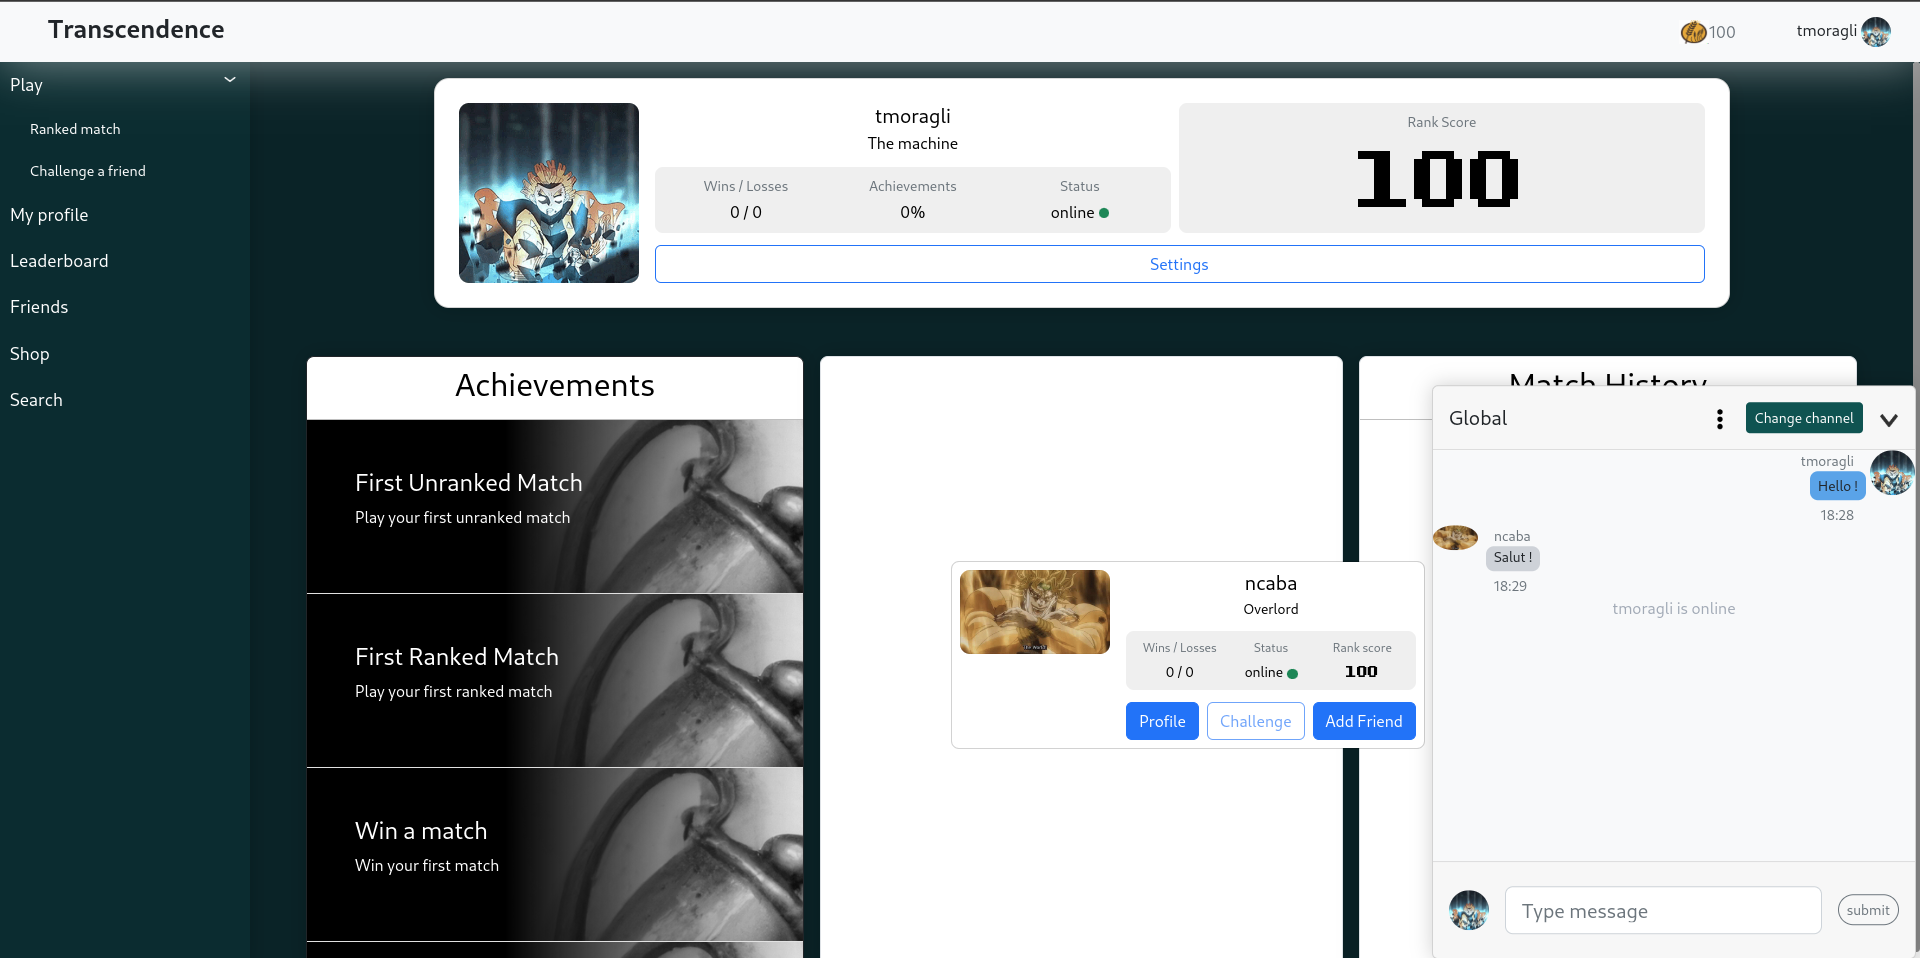 Transcendence
100
tmoragli
Play
Ranked match
Challenge a friend
My profile
Leaderboard
Friends
Shop
Search
tmoragli
The machine
Wins / Losses
Achievements
Status
0 / 0
0%
online
Rank Score
100
Settings
Achievements
First Unranked Match
Play your first unranked match
First Ranked Match
Play your first ranked match
Win a match
Win your first match
Match History
ncaba
Overlord
Wins / Losses
Status
Rank score
0 / 0
online
100
Profile
Challenge
Add Friend
Global
Change channel
tmoragli
Hello !
18:28
ncaba
Salut !
18:29
tmoragli is online
Type message
submit